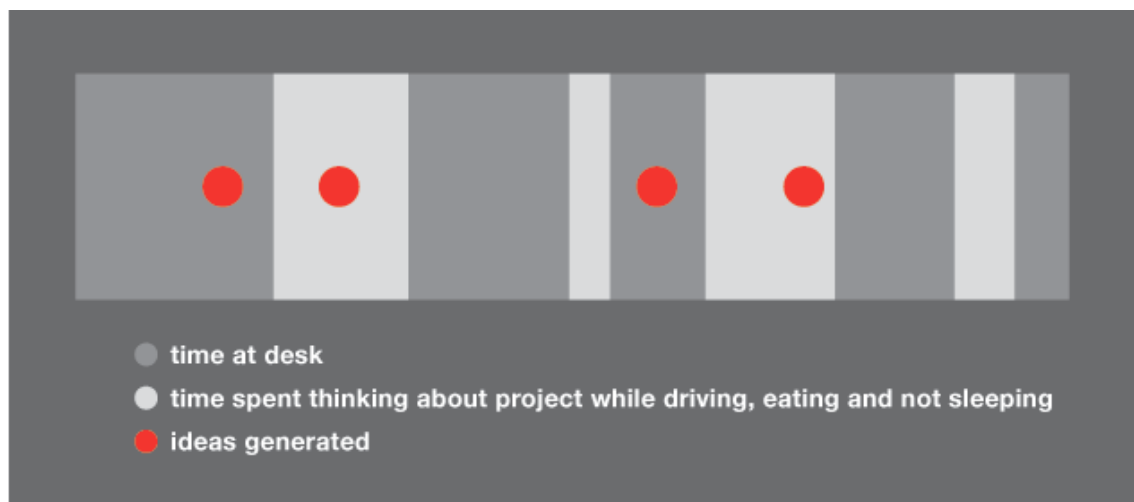 time at desk
time spent thinking about project while driving, eating and not sleeping
ideas generated